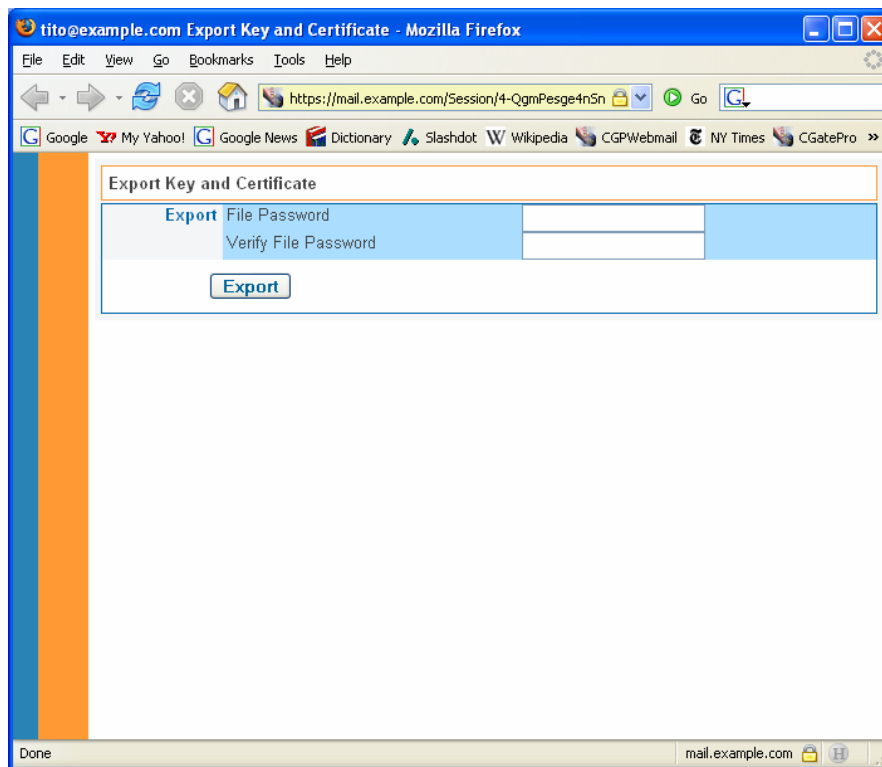 tito@example.com Export Key and Certificate - Mozilla Firefox
File Edit View Go Bookmarks Tools Help
https://mail.example.com/Session/4-QgmPesge4nSn Go G
G Google Y? My Yahoo! G Google News Dictionary Slashdot W Wikipedia CGPWebmail NY Times CGatePro »
Export Key and Certificate
Export File Password
Verify File Password
Export
Done mail.example.com H